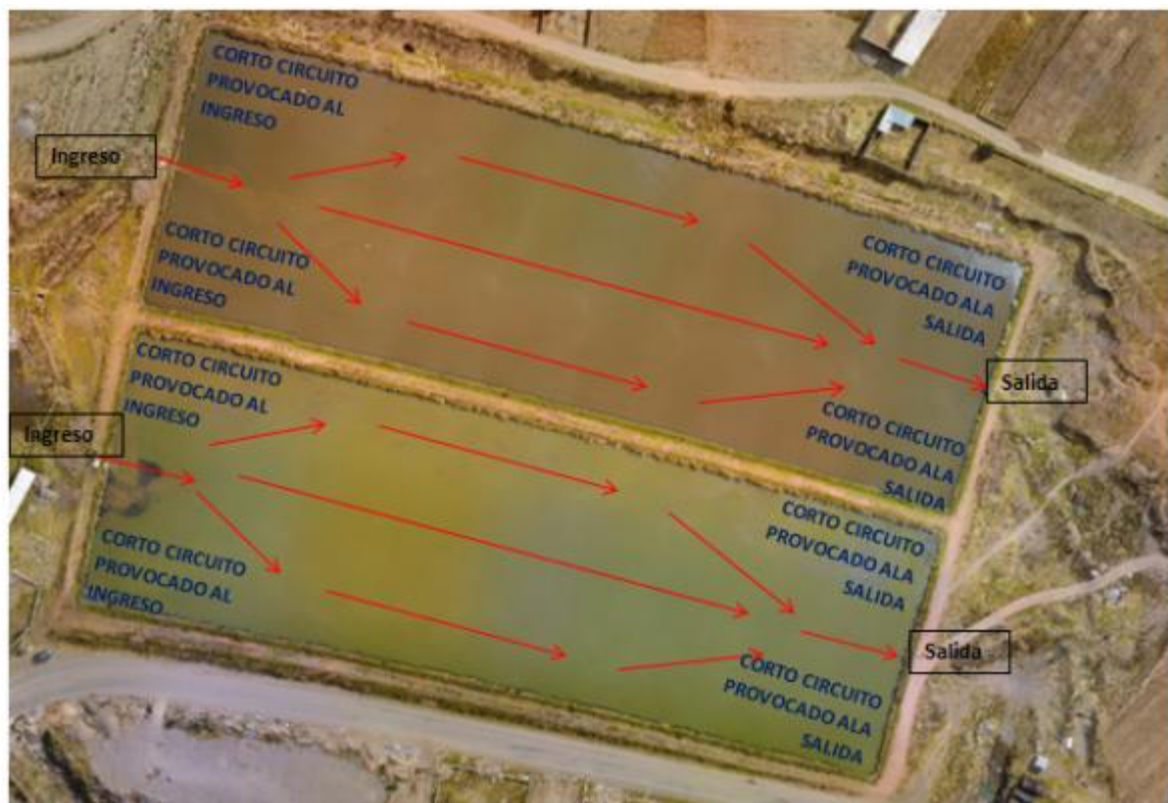 CORTO CIRCUITO
PROVOCADO AL
INGRESO
Ingreso
CORTO CIRCUITO
PROVOCADO AL
INGRESO
CORTO CIRCUITO
PROVOCADO ALA
SALIDA
Salida
CORTO CIRCUITO
PROVOCADO ALA
SALIDA
CORTO CIRCUITO
PROVOCADO AL
INGRESO
Ingreso
CORTO CIRCUITO
PROVOCADO AL
INGRESO
CORTO CIRCUITO
PROVOCADO ALA
SALIDA
Salida
CORTO CIRCUITO
PROVOCADO ALA
SALIDA